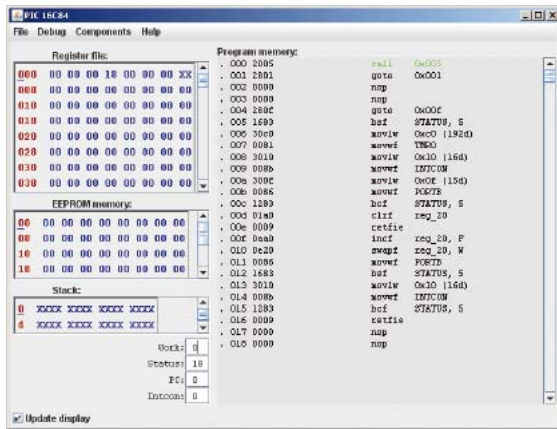 PIC 16C84
File Debug Components Help
Register file:
000 00 00 00 18 00 00 00 XX
008 00 00 00 00 00 00 00 00
010 00 00 00 00 00 00 00 00
018 00 00 00 00 00 00 00 00
020 00 00 00 00 00 00 00 00
028 00 00 00 00 00 00 00 00
030 00 00 00 00 00 00 00 00
038 00 00 00 00 00 00 00 00
EEPROM memory:
00 00 00 00 00 00 00 00 00
08 00 00 00 00 00 00 00 00
10 00 00 00 00 00 00 00 00
18 00 00 00 00 00 00 00 00
Stack:
0 XXXX XXXX XXXX XXXX
4 XXXX XXXX XXXX XXXX
Work: 0
Status: 18
PC: 0
Intcon: 0
Update display
Program memory:
. 000 2005 call 0x005
. 001 2801 goto 0x001
. 002 0000 nop
. 003 0000 nop
. 004 280f goto 0x00f
. 005 1683 bsf STATUS, 5
. 006 30c0 movlw 0xc0 (192d)
. 007 0081 movwf TMR0
. 008 3010 movlw 0x10 (16d)
. 009 008b movwf INTCON
. 00a 300f movlw 0x0f (15d)
. 00b 0086 movwf PORTB
. 00c 1283 bcf STATUS, 5
. 00d 01a0 clrf reg_20
. 00e 0009 retfie
. 00f 0aa0 incf reg_20, F
. 010 0e20 swapf reg_20, W
. 011 0086 movwf PORTB
. 012 1683 bsf STATUS, 5
. 013 3010 movlw 0x10 (16d)
. 014 008b movwf INTCON
. 015 1283 bcf STATUS, 5
. 016 0009 retfie
. 017 0000 nop
. 018 0000 nop